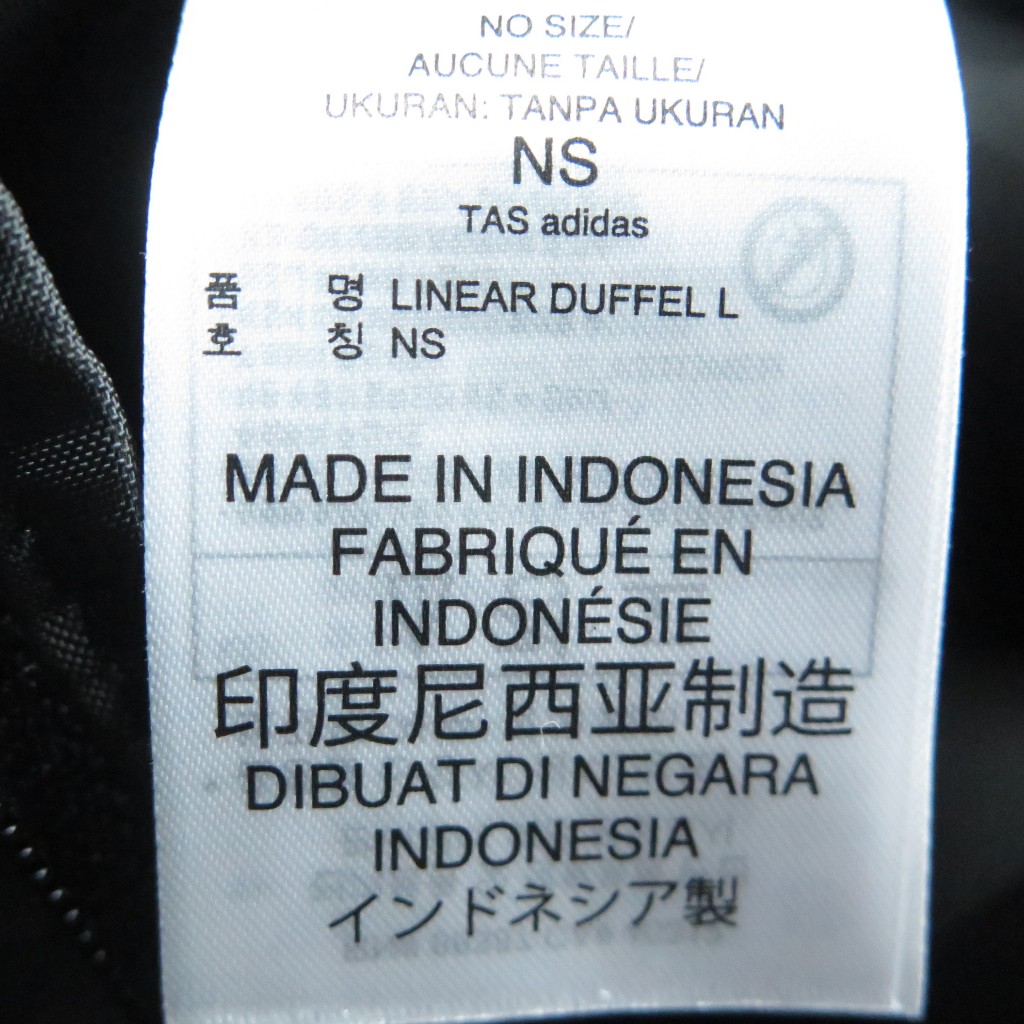 NO SIZE/
AUCUNE TAILLE/
UKURAN: TANPA UKURAN
NS
TAS adidas
품 명 LINEAR DUFFEL L
호 칭 NS
MADE IN INDONESIA
FABRIQUÉ EN
INDONÉSIE
印度尼西亚制造
DIBUAT DI NEGARA
INDONESIA
インドネシア製